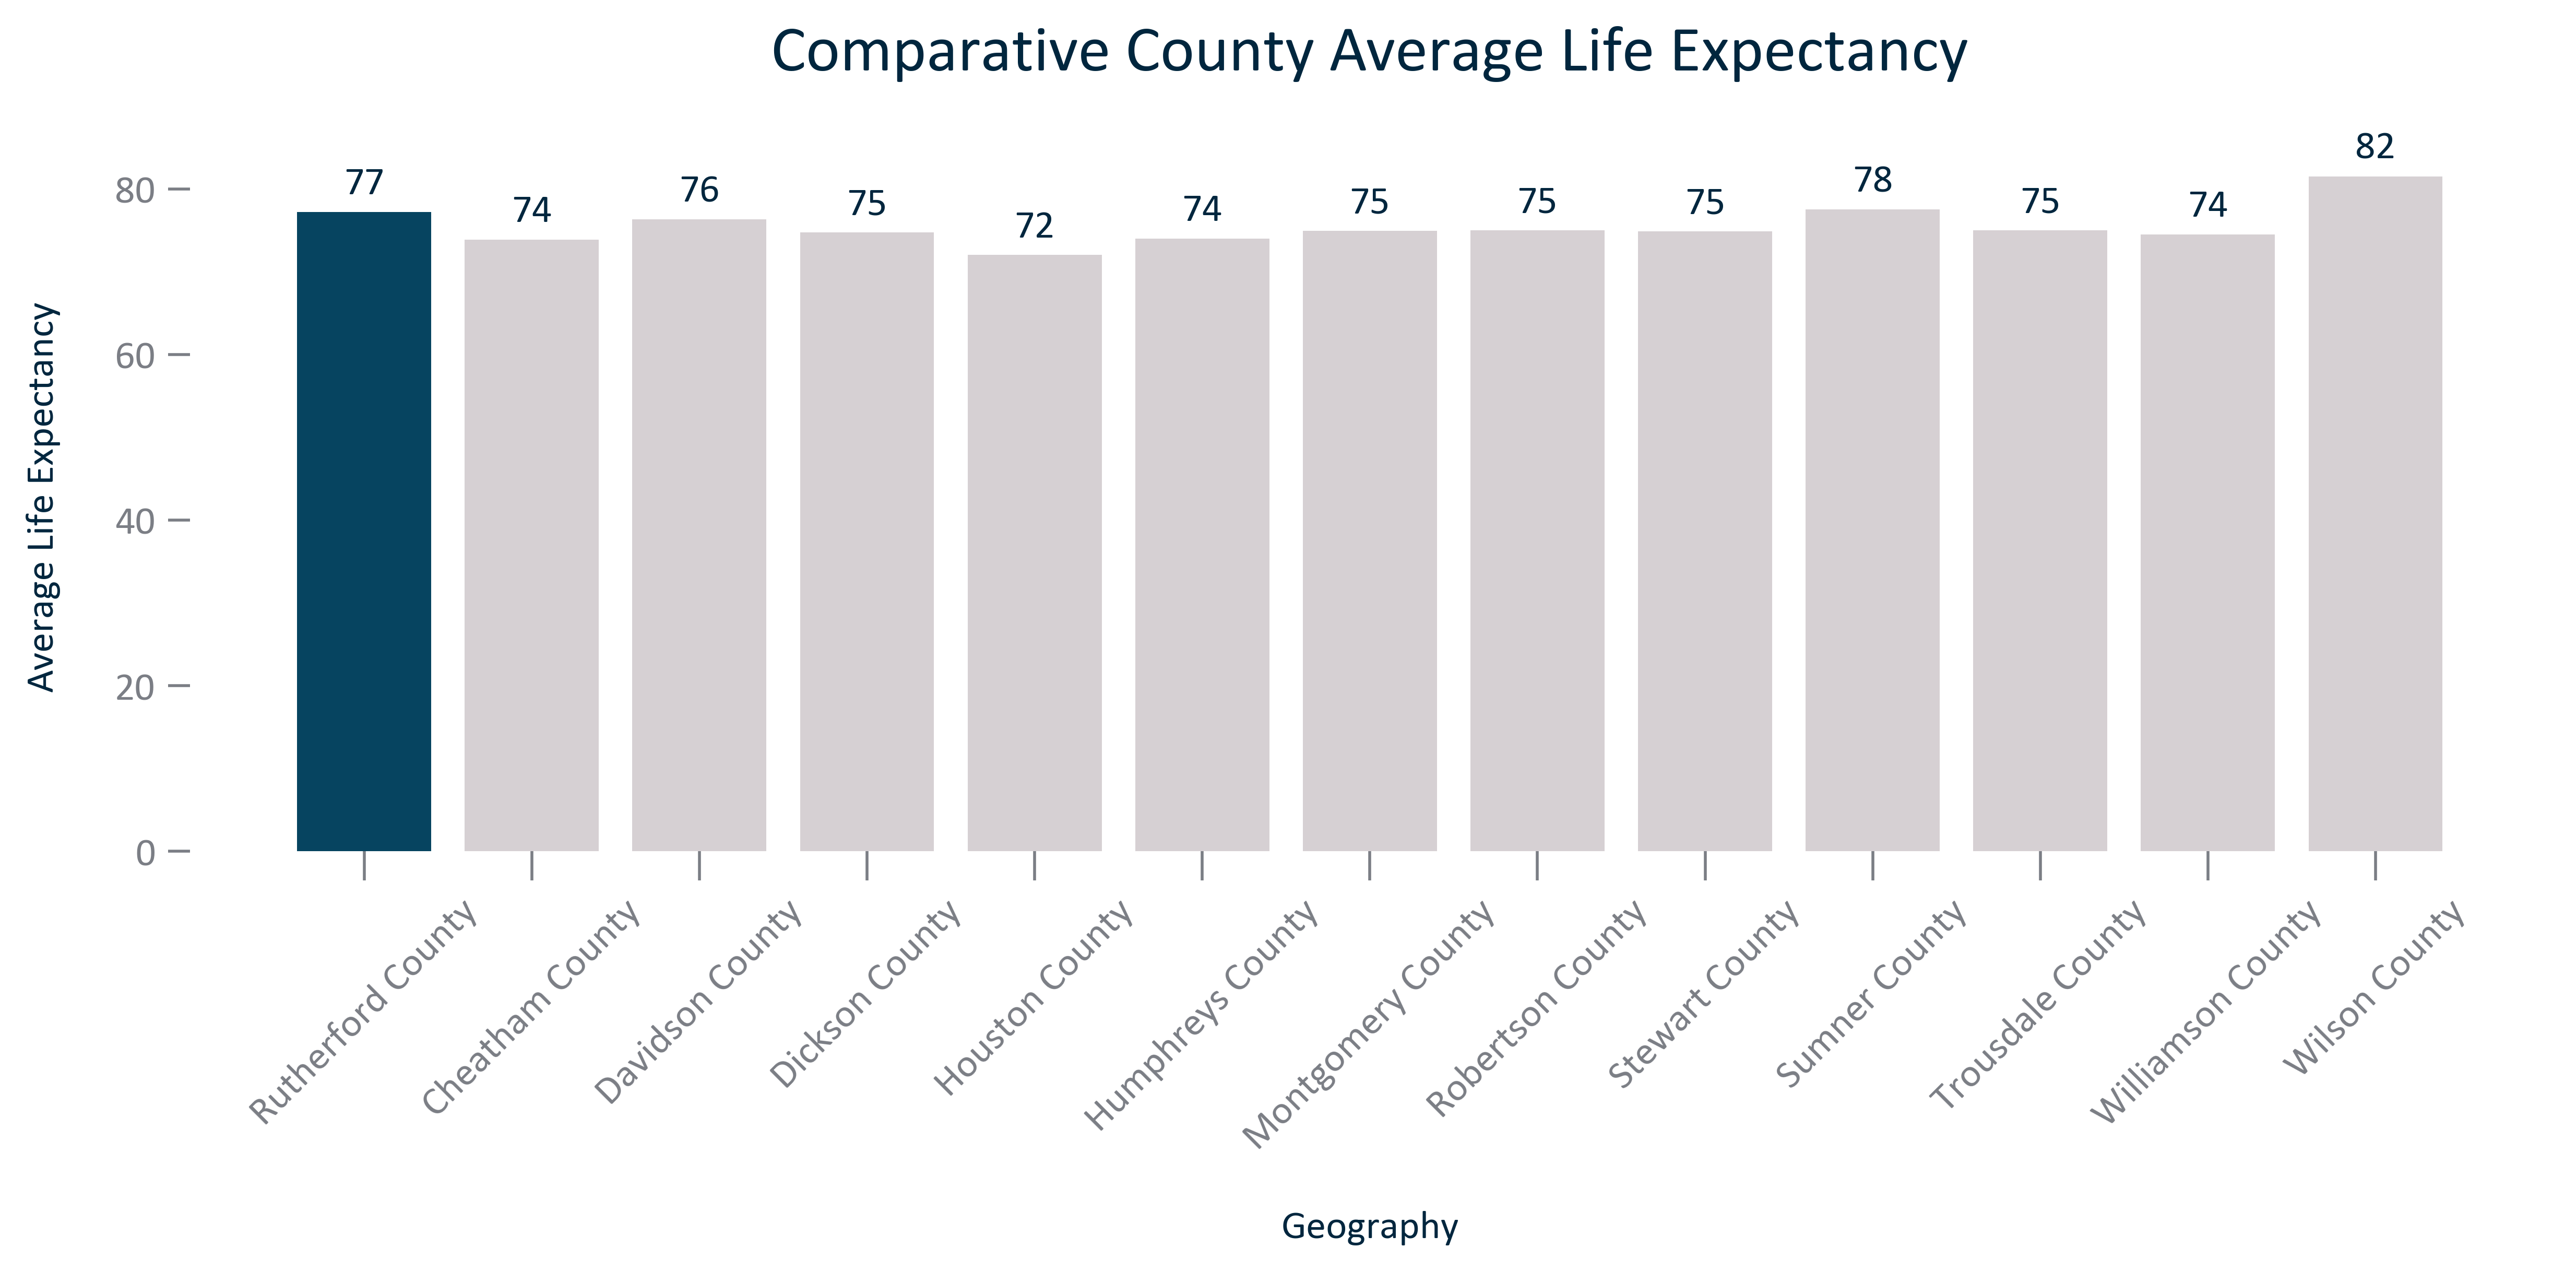 Comparative County Average Life Expectancy
Average Life Expectancy
80
60
40
20
0
77
74
76
75
72
74
75
75
75
78
75
74
82
Rutherford County
Cheatham County
Davidson County
Dickson County
Houston County
Humphreys County
Montgomery County
Robertson County
Stewart County
Sumner County
Trousdale County
Williamson County
Wilson County
Geography